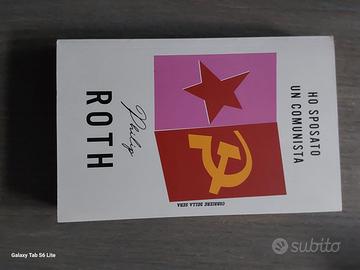 HO SPOSATO
UN COMUNISTA
Philip
ROTH
CORRIERE DELLA SERA
Galaxy Tab S6 Lite
subito